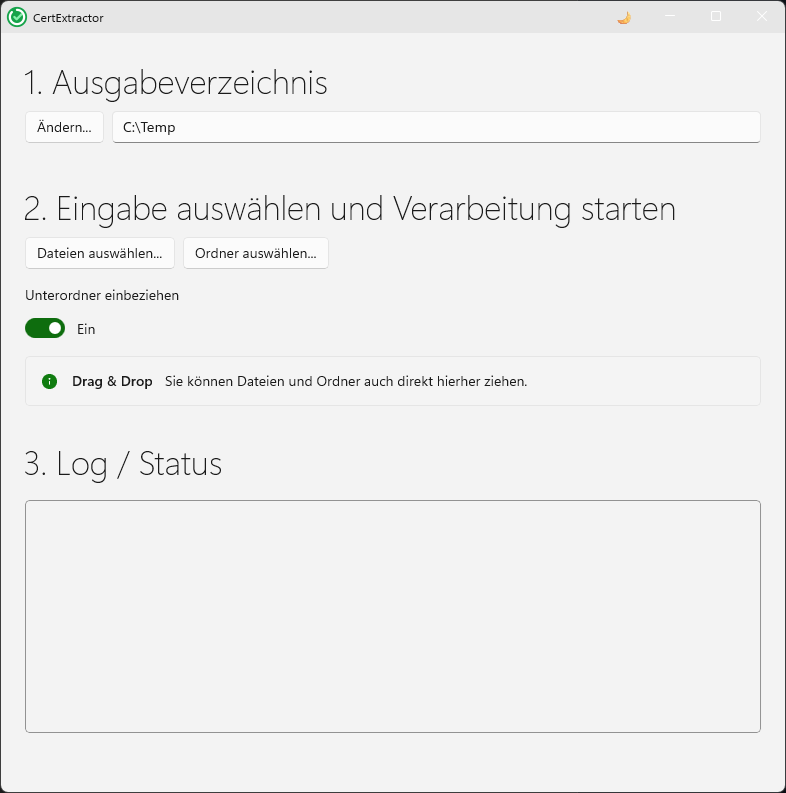 CertExtractor
1. Ausgabeverzeichnis
Ändern...
C:\Temp
2. Eingabe auswählen und Verarbeitung starten
Dateien auswählen...
Ordner auswählen...
Unterordner einbeziehen
Ein
Drag & Drop Sie können Dateien und Ordner auch direkt hierher ziehen.
3. Log / Status